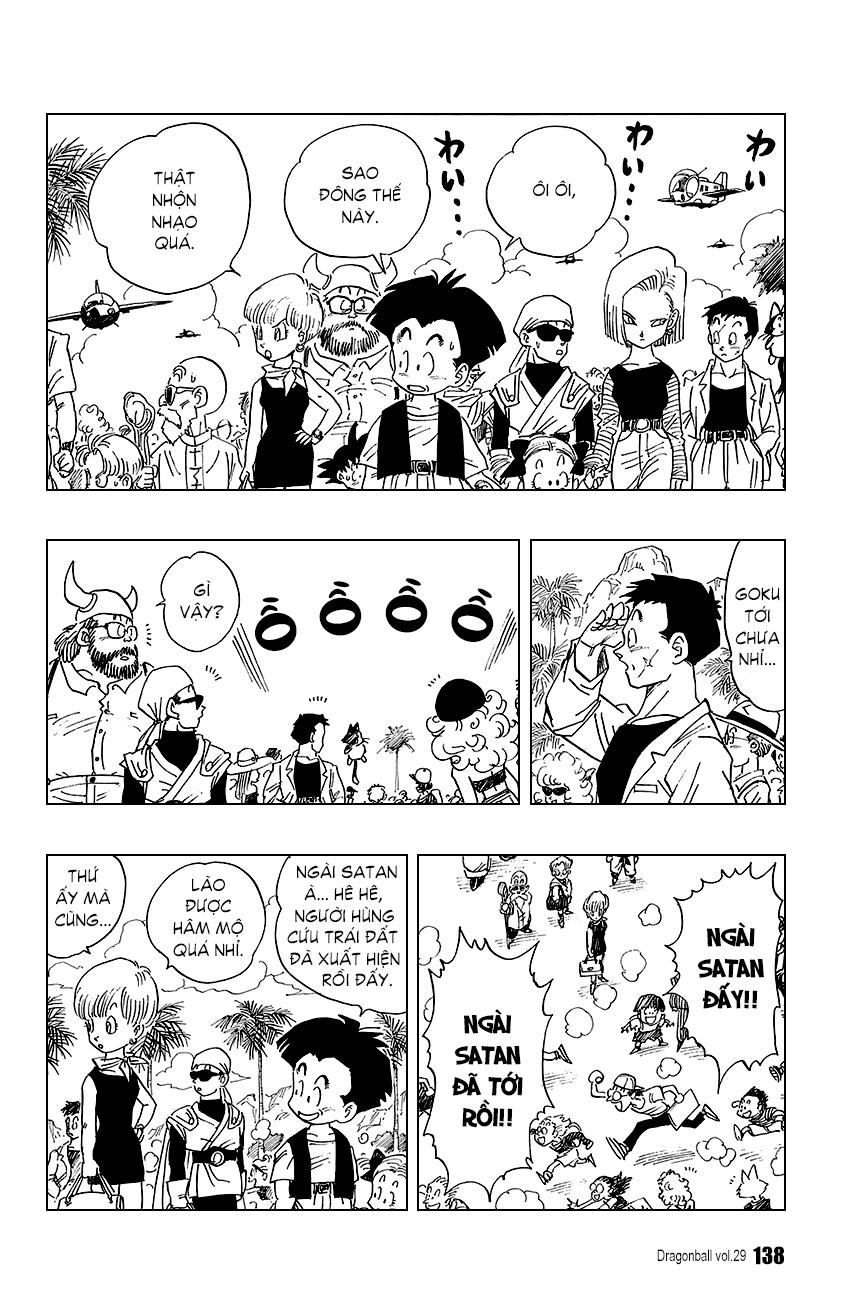 わい...
わい...
わい
ÔI ÔI,
SAO
ĐÔNG THẾ
NÀY.
THẬT
NHỘN
NHẠO
QUÁ.
GOKU
TỚI
CHƯA
NHỈ...
Ồ Ồ Ồ Ồ
GÌ
VẬY?
NGÀI
SATAN
ĐẤY!!
NGÀI
SATAN
ĐÃ TỚI
RỒI!!
NGÀI SATAN
À... HÊ HÊ,
NGƯỜI HÙNG
CỨU TRÁI ĐẤT
ĐÃ XUẤT HIỆN
RỒI ĐẤY.
LÃO
ĐƯỢC
HÂM MỘ
QUÁ NHỈ.
THỨ
ẤY MÀ
CŨNG...
Dragonball vol.29 138